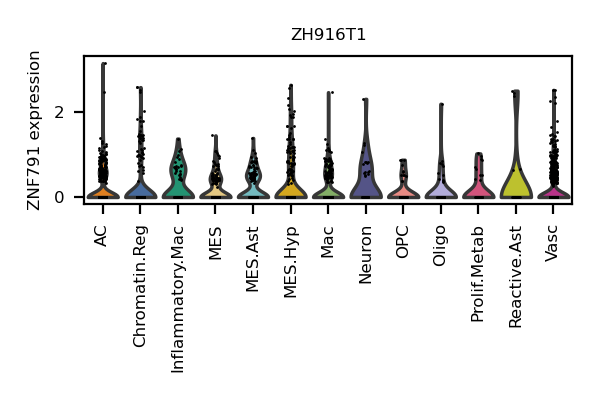 ZH916T1
ZNF791 expression
2
0
AC
Chromatin.Reg
Inflammatory.Mac
MES
MES.Ast
MES.Hyp
Mac
Neuron
OPC
Oligo
Prolif.Metab
Reactive.Ast
Vasc